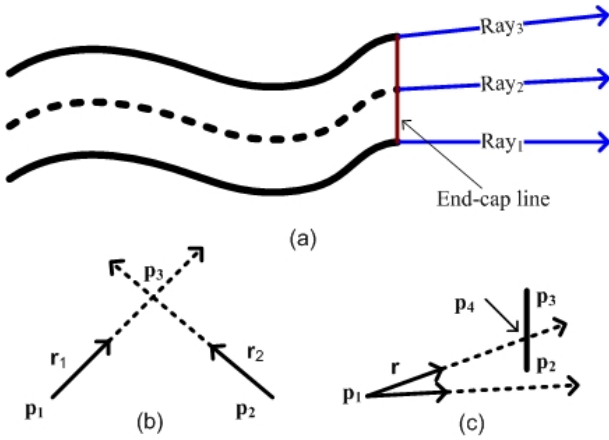 Ray₃
Ray₂
Ray₁
End-cap line
(a)
p₃
r₁
r₂
p₁
p₂
(b)
p₄
p₃
r
p₂
p₁
(c)